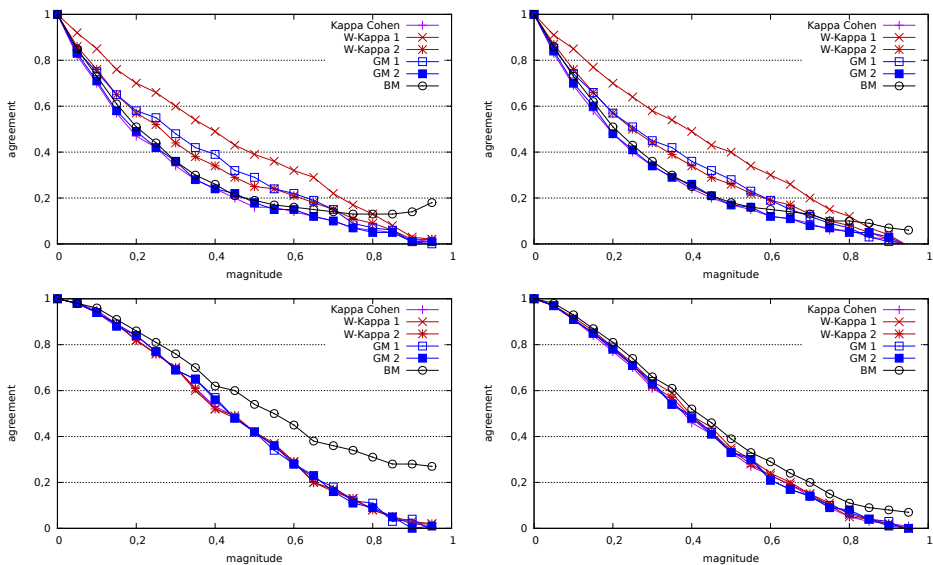 1
0,8
0,6
0,4
0,2
0
0 0,2 0,4 0,6 0,8 1
agreement
magnitude
Kappa Cohen
W-Kappa 1
W-Kappa 2
GM 1
GM 2
BM
1
0,8
0,6
0,4
0,2
0
0 0,2 0,4 0,6 0,8 1
agreement
magnitude
Kappa Cohen
W-Kappa 1
W-Kappa 2
GM 1
GM 2
BM
1
0,8
0,6
0,4
0,2
0
0 0,2 0,4 0,6 0,8 1
agreement
magnitude
Kappa Cohen
W-Kappa 1
W-Kappa 2
GM 1
GM 2
BM
1
0,8
0,6
0,4
0,2
0
0 0,2 0,4 0,6 0,8 1
agreement
magnitude
Kappa Cohen
W-Kappa 1
W-Kappa 2
GM 1
GM 2
BM